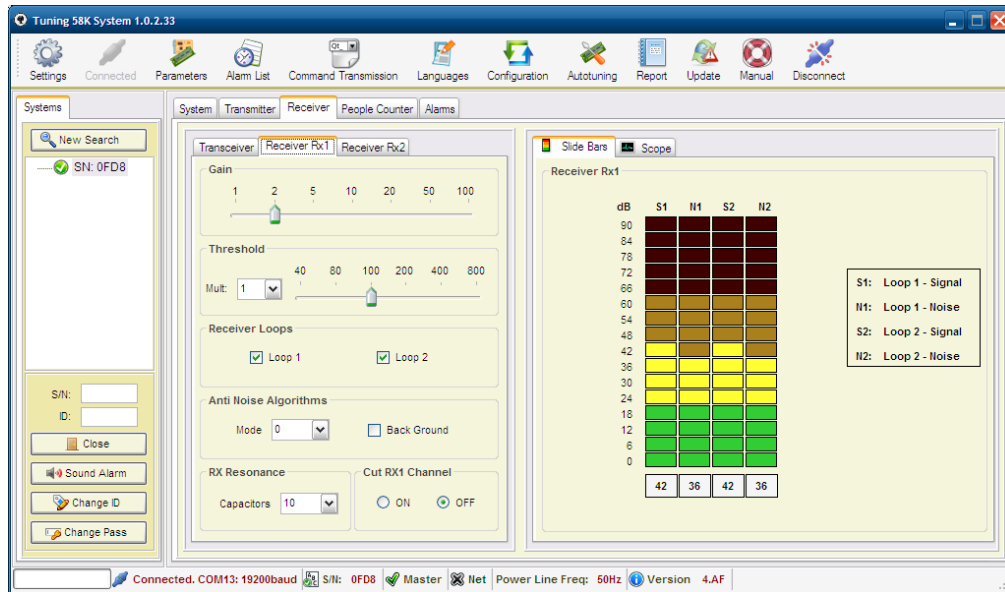 Tuning 58K System 1.0.2.33
Settings Connected Parameters Alarm List Command Transmission Languages Configuration Autotuning Report Update Manual Disconnect
Systems
System Transmitter Receiver People Counter Alarms
New Search
SN: 0FD8
S/N:
ID:
Close
Sound Alarm
Change ID
Change Pass
Transceiver Receiver Rx1 Receiver Rx2
Gain
1 2 5 10 20 50 100
Threshold
40 80 100 200 400 800
Mult: 1
Receiver Loops
Loop 1 Loop 2
Anti Noise Algorithms
Mode 0 Back Ground
RX Resonance
Capacitors 10
Cut RX1 Channel
ON OFF
Slide Bars Scope
Receiver Rx1
dB S1 N1 S2 N2
90
84
78
72
66
60
54
48
42
36
30
24
18
12
6
0
42 36 42 36
S1: Loop 1 - Signal
N1: Loop 1 - Noise
S2: Loop 2 - Signal
N2: Loop 2 - Noise
Connected. COM13: 19200baud S/N: 0FD8 Master Net Power Line Freq: 50Hz Version 4.AF